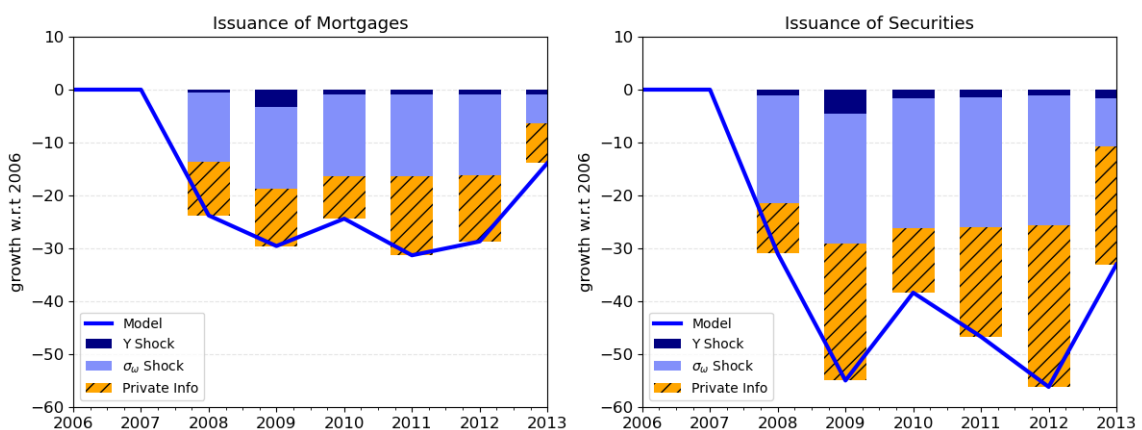 Issuance of Mortgages
growth w.r.t 2006
10
0
−10
−20
−30
−40
−50
−60
2006 2007 2008 2009 2010 2011 2012 2013
Model
Y Shock
σω Shock
Private Info
Issuance of Securities
growth w.r.t 2006
10
0
−10
−20
−30
−40
−50
−60
2006 2007 2008 2009 2010 2011 2012 2013
Model
Y Shock
σω Shock
Private Info